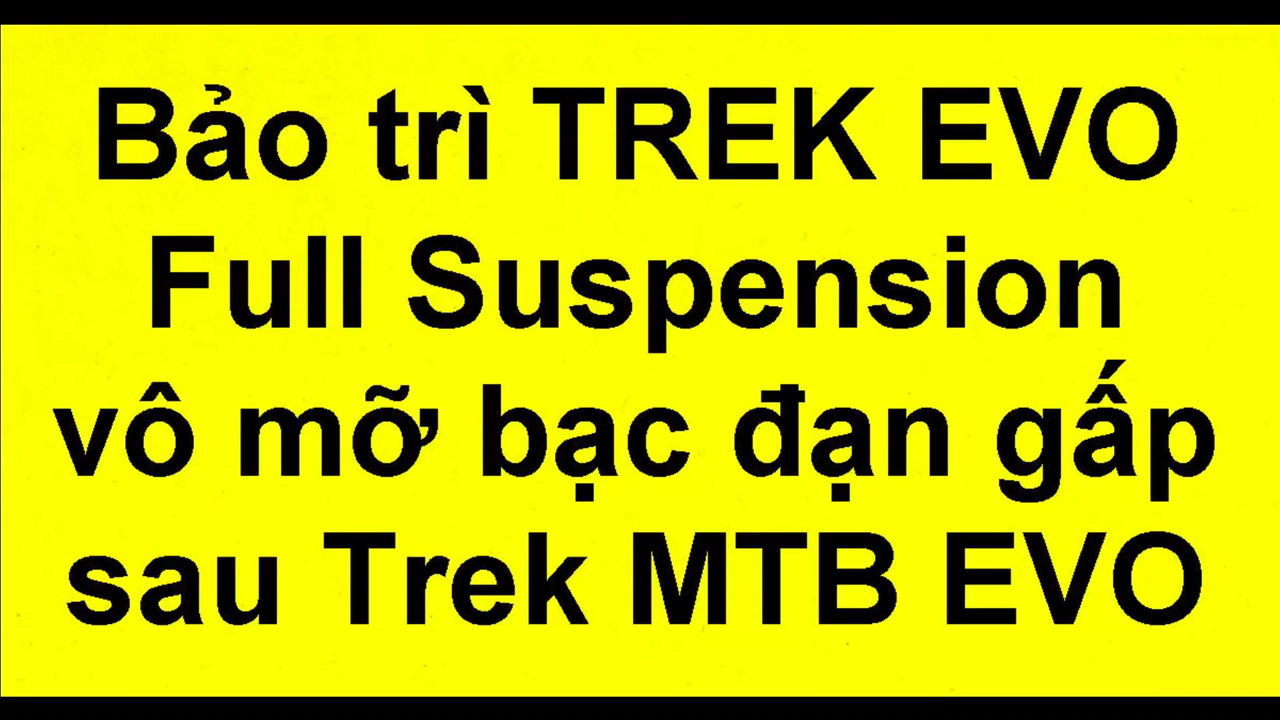 Bảo trì TREK EVO
Full Suspension
vô mỡ bạc đạn gấp
sau Trek MTB EVO